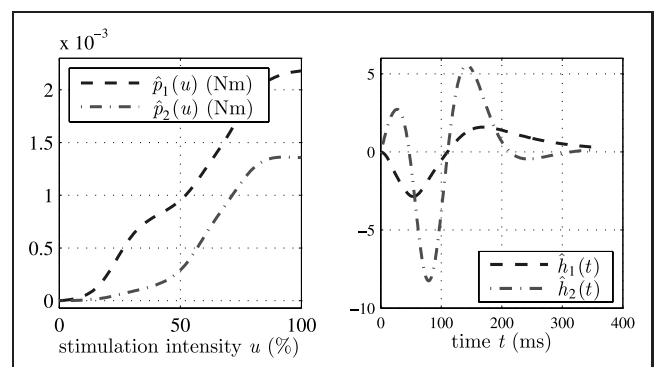 x 10⁻³
2
1.5
1
0.5
0
0 50 100
p̂₁(u) (Nm)
p̂₂(u) (Nm)
stimulation intensity u (%)
5
0
−5
−10
0 100 200 300 400
ĥ₁(t)
ĥ₂(t)
time t (ms)